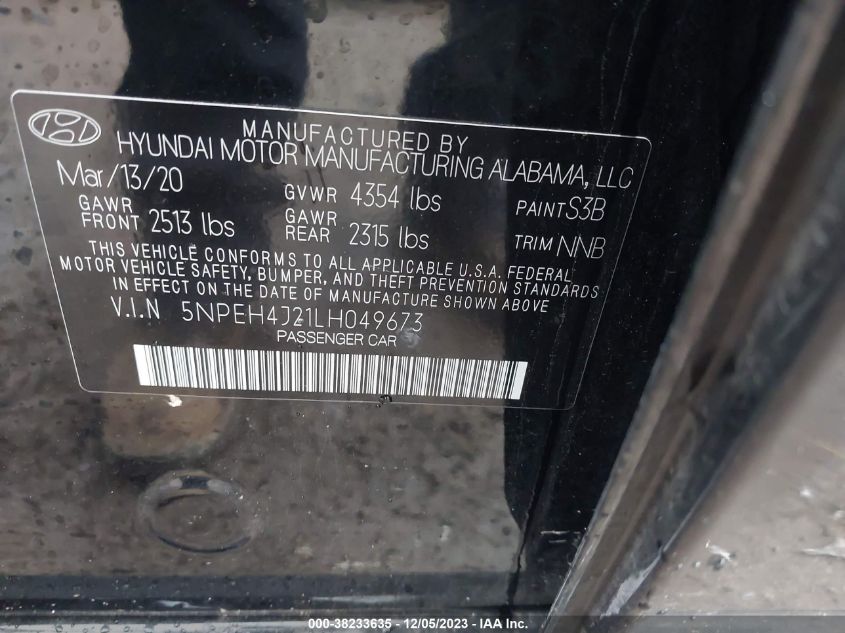 MANUFACTURED BY
HYUNDAI MOTOR MANUFACTURING ALABAMA, LLC
Mar/13/20 GVWR 4354 lbs PAINT S3B
GAWR FRONT 2513 lbs GAWR REAR 2315 lbs TRIM NNB
THIS VEHICLE CONFORMS TO ALL APPLICABLE U.S.A. FEDERAL
MOTOR VEHICLE SAFETY, BUMPER, AND THEFT PREVENTION STANDARDS
IN EFFECT ON THE DATE OF MANUFACTURE SHOWN ABOVE
V.I.N 5NPEH4J21LH049673
PASSENGER CAR
000-38233635 - 12/05/2023 - IAA Inc.